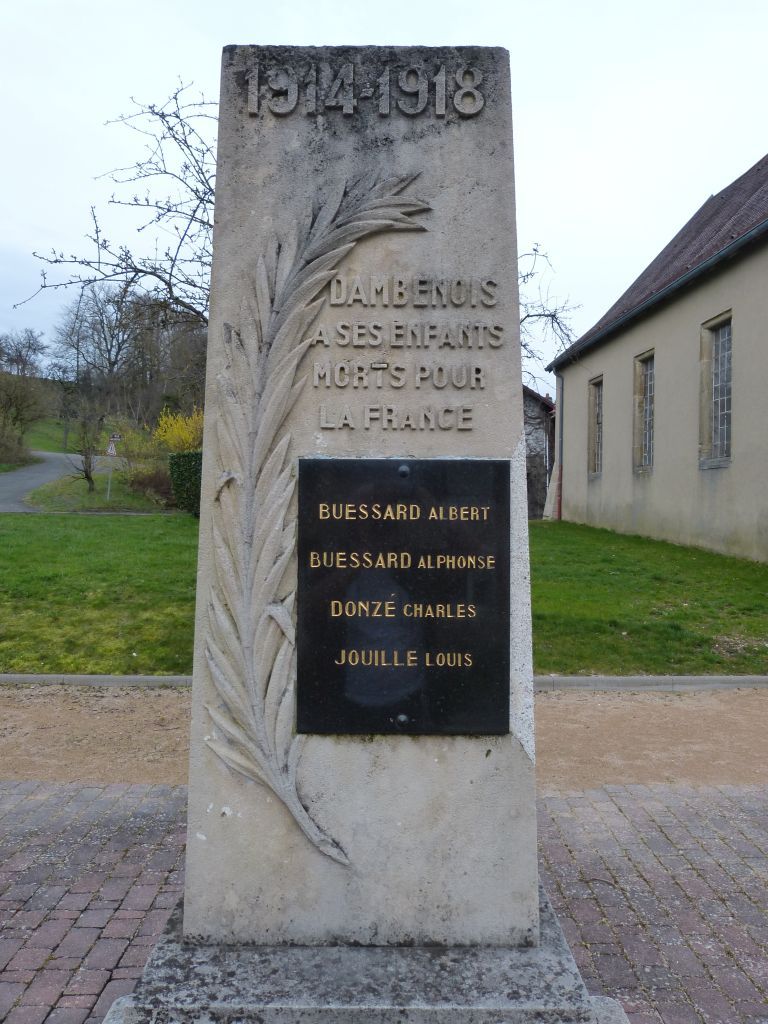 1914-1918
DAMBENOIS
A SES ENFANTS
MORTS POUR
LA FRANCE
BUESSARD ALBERT
BUESSARD ALPHONSE
DONZÉ CHARLES
JOUILLE LOUIS